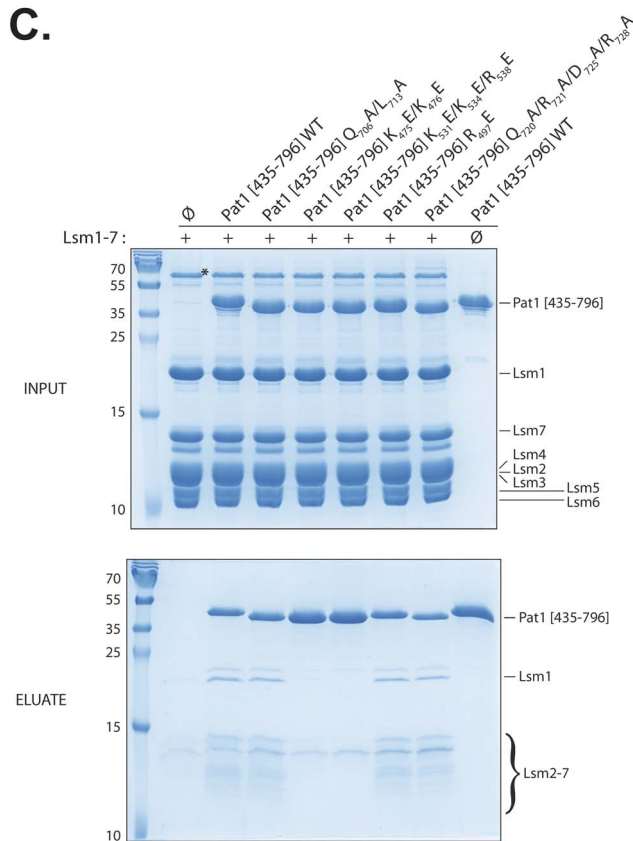 C.
Ø
Pat1 [435-796] WT
Pat1 [435-796] Q706A/L713A
Pat1 [435-796] K475E/K476E
Pat1 [435-796] K531E/K534E/R538E
Pat1 [435-796] R497E
Pat1 [435-796] Q720A/R721A/D725A/R728A
Pat1 [435-796] WT
Lsm1-7 : + + + + + + + Ø
70
55
35
25
15
10
*
INPUT
Pat1 [435-796]
Lsm1
Lsm7
Lsm4
Lsm2
Lsm3
Lsm5
Lsm6
70
55
35
25
15
10
ELUATE
Pat1 [435-796]
Lsm1
Lsm2-7